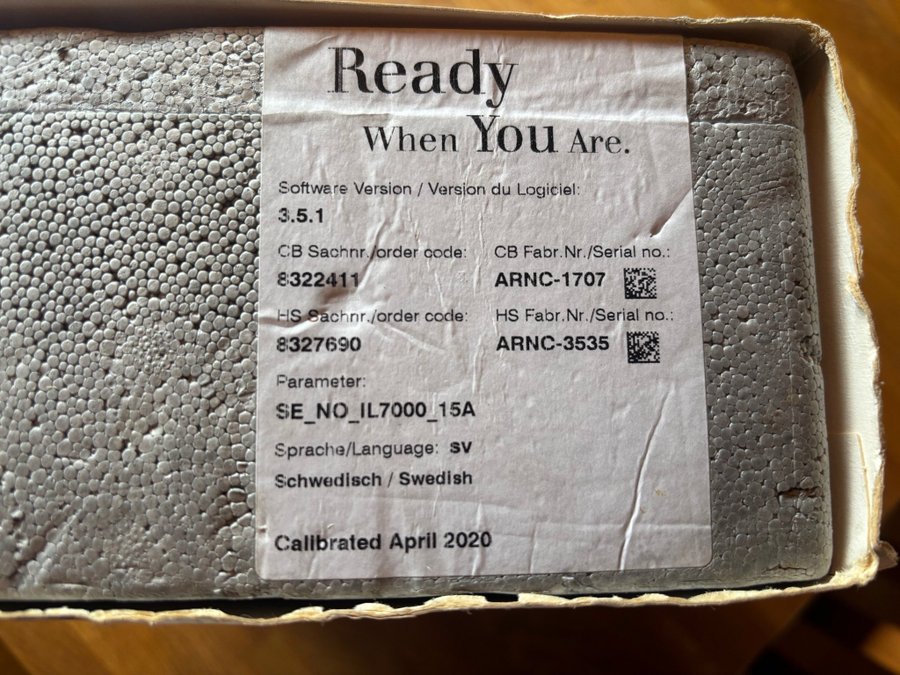 Ready
When You Are.
Software Version / Version du Logiciel:
3.5.1
CB Sachnr./order code: CB Fabr.Nr./Serial no.:
8322411 ARNC-1707
HS Sachnr./order code: HS Fabr.Nr./Serial no.:
8327690 ARNC-3535
Parameter:
SE_NO_IL7000_15A
Sprache/Language: sv
Schwedisch / Swedish
Calibrated April 2020